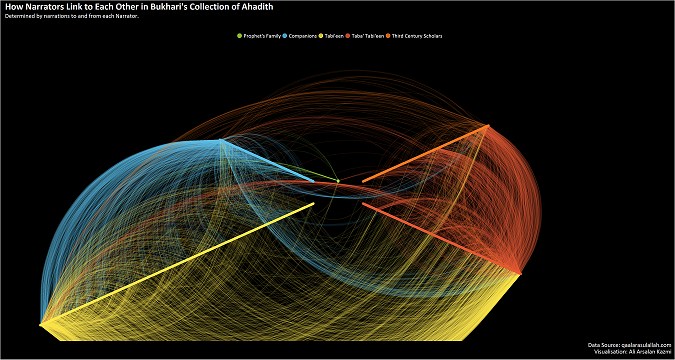 How Narrators Link to Each Other in Bukhari's Collection of Ahadith
Determined by narrations to and from each Narrator.
Prophet's Family Companions Tabi'een Taba' Tabi'een Third Century Scholars
Data Source: qaalarasulallah.com
Visualisation: Ali Arsalan Kazmi